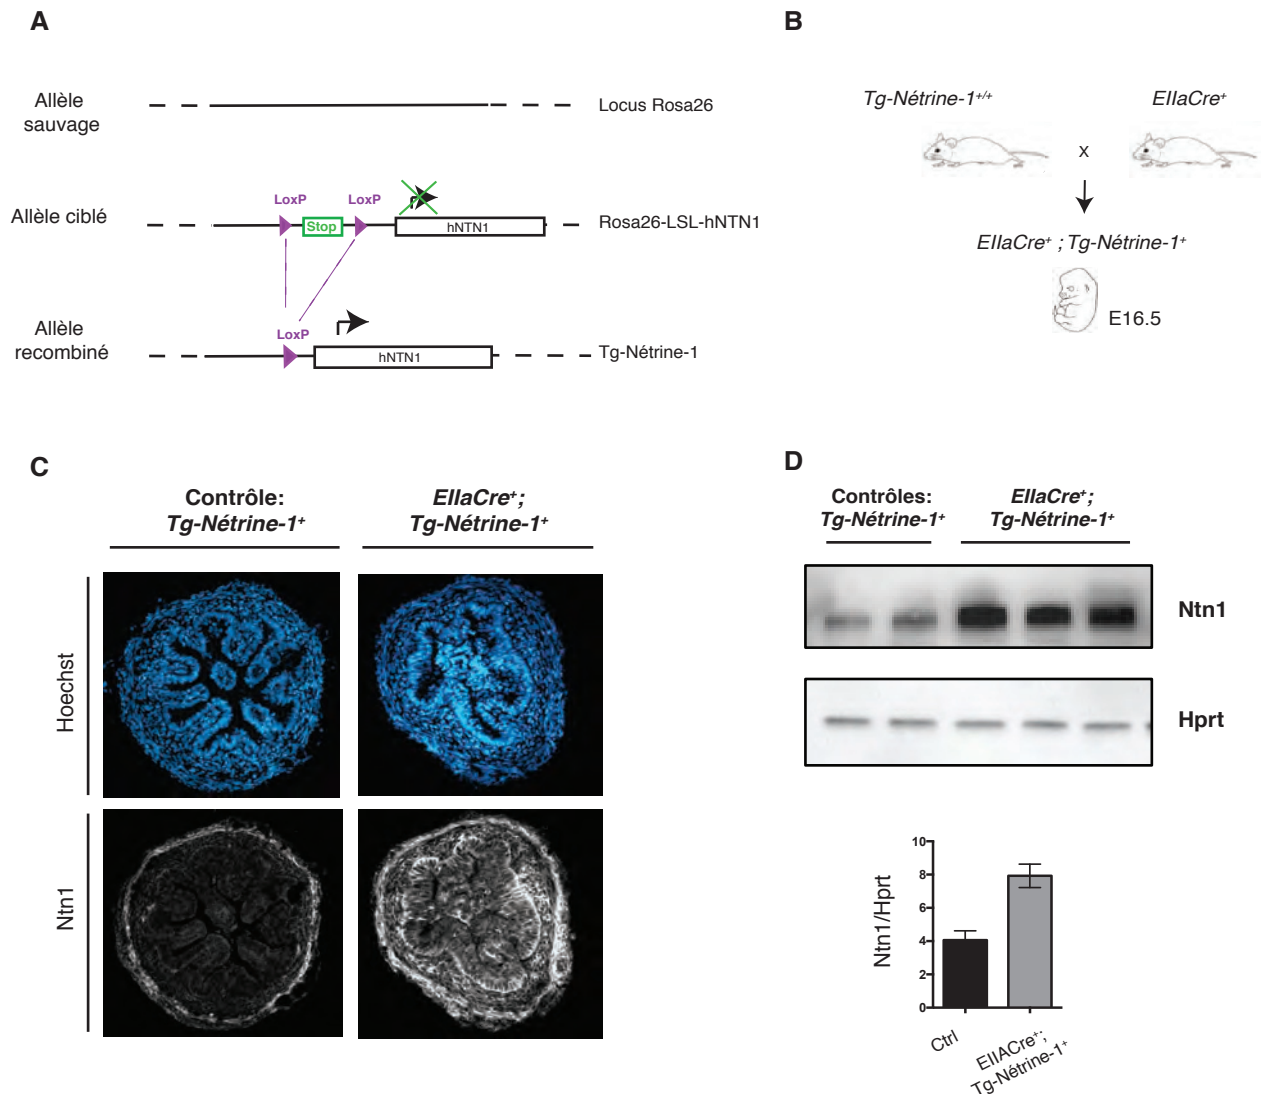 A
Allèle
sauvage
Locus Rosa26
Allèle ciblé
LoxP
Stop
LoxP
hNTN1
Rosa26-LSL-hNTN1
Allèle
recombiné
LoxP
hNTN1
Tg-Nétrine-1
B
Tg-Nétrine-1+/+
EIIaCre+
x
EIIaCre+ ; Tg-Nétrine-1+
E16.5
C
Contrôle:
Tg-Nétrine-1+
EIIaCre+;
Tg-Nétrine-1+
Hoechst
Ntn1
D
Contrôles:
Tg-Nétrine-1+
EIIaCre+;
Tg-Nétrine-1+
Ntn1
Hprt
Ntn1/Hprt
10
8
6
4
2
0
Ctrl
EIIACre+;
Tg-Nétrine-1+